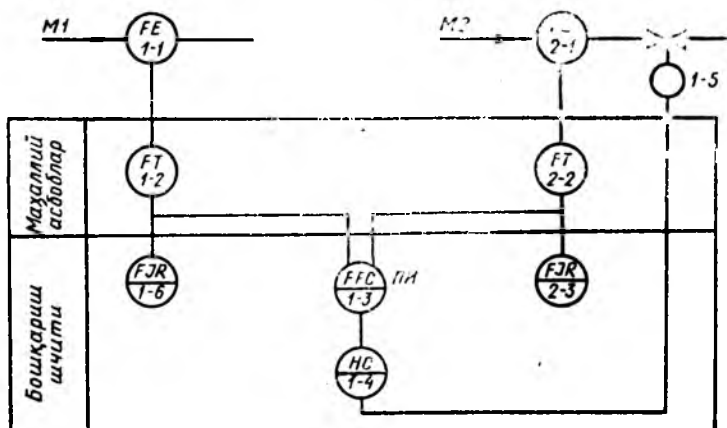 M1
FE
1-1
M2
2-1
1-5
Маҳаллий
асбоблар
FT
1-2
FT
2-2
Бошқариш
шчити
FJR
1-6
FFC
1-3
ПИ
FJR
2-3
HC
1-4